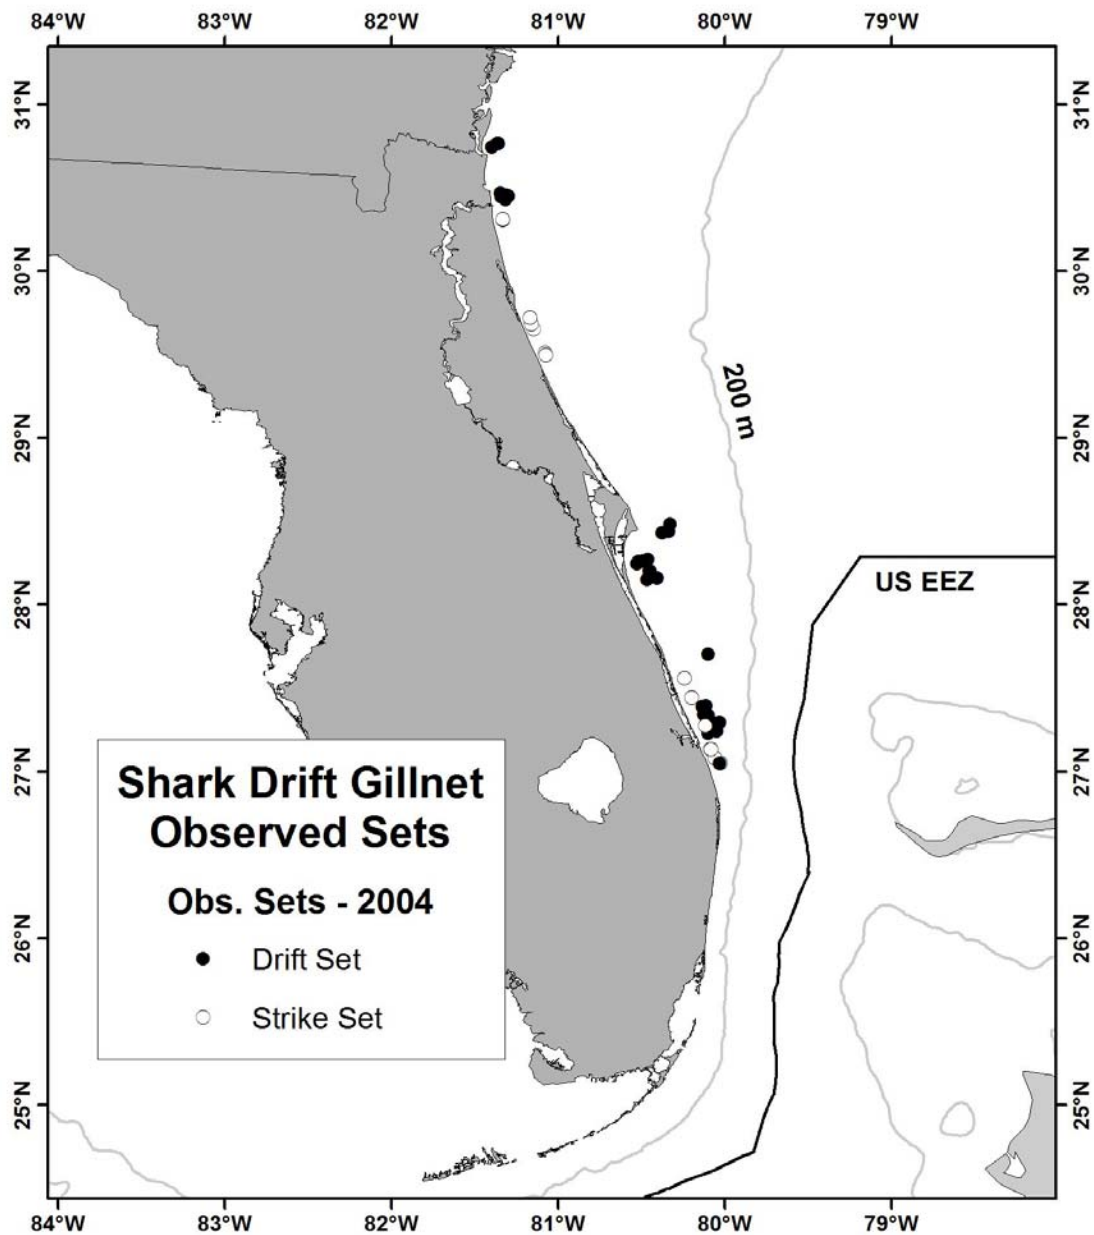 84°W 83°W 82°W 81°W 80°W 79°W
31°N 31°N
30°N 30°N
200 m
29°N 29°N
US EEZ
28°N 28°N
27°N 27°N
Shark Drift Gillnet
Observed Sets
Obs. Sets - 2004
26°N 26°N
Drift Set
Strike Set
25°N 25°N
84°W 83°W 82°W 81°W 80°W 79°W